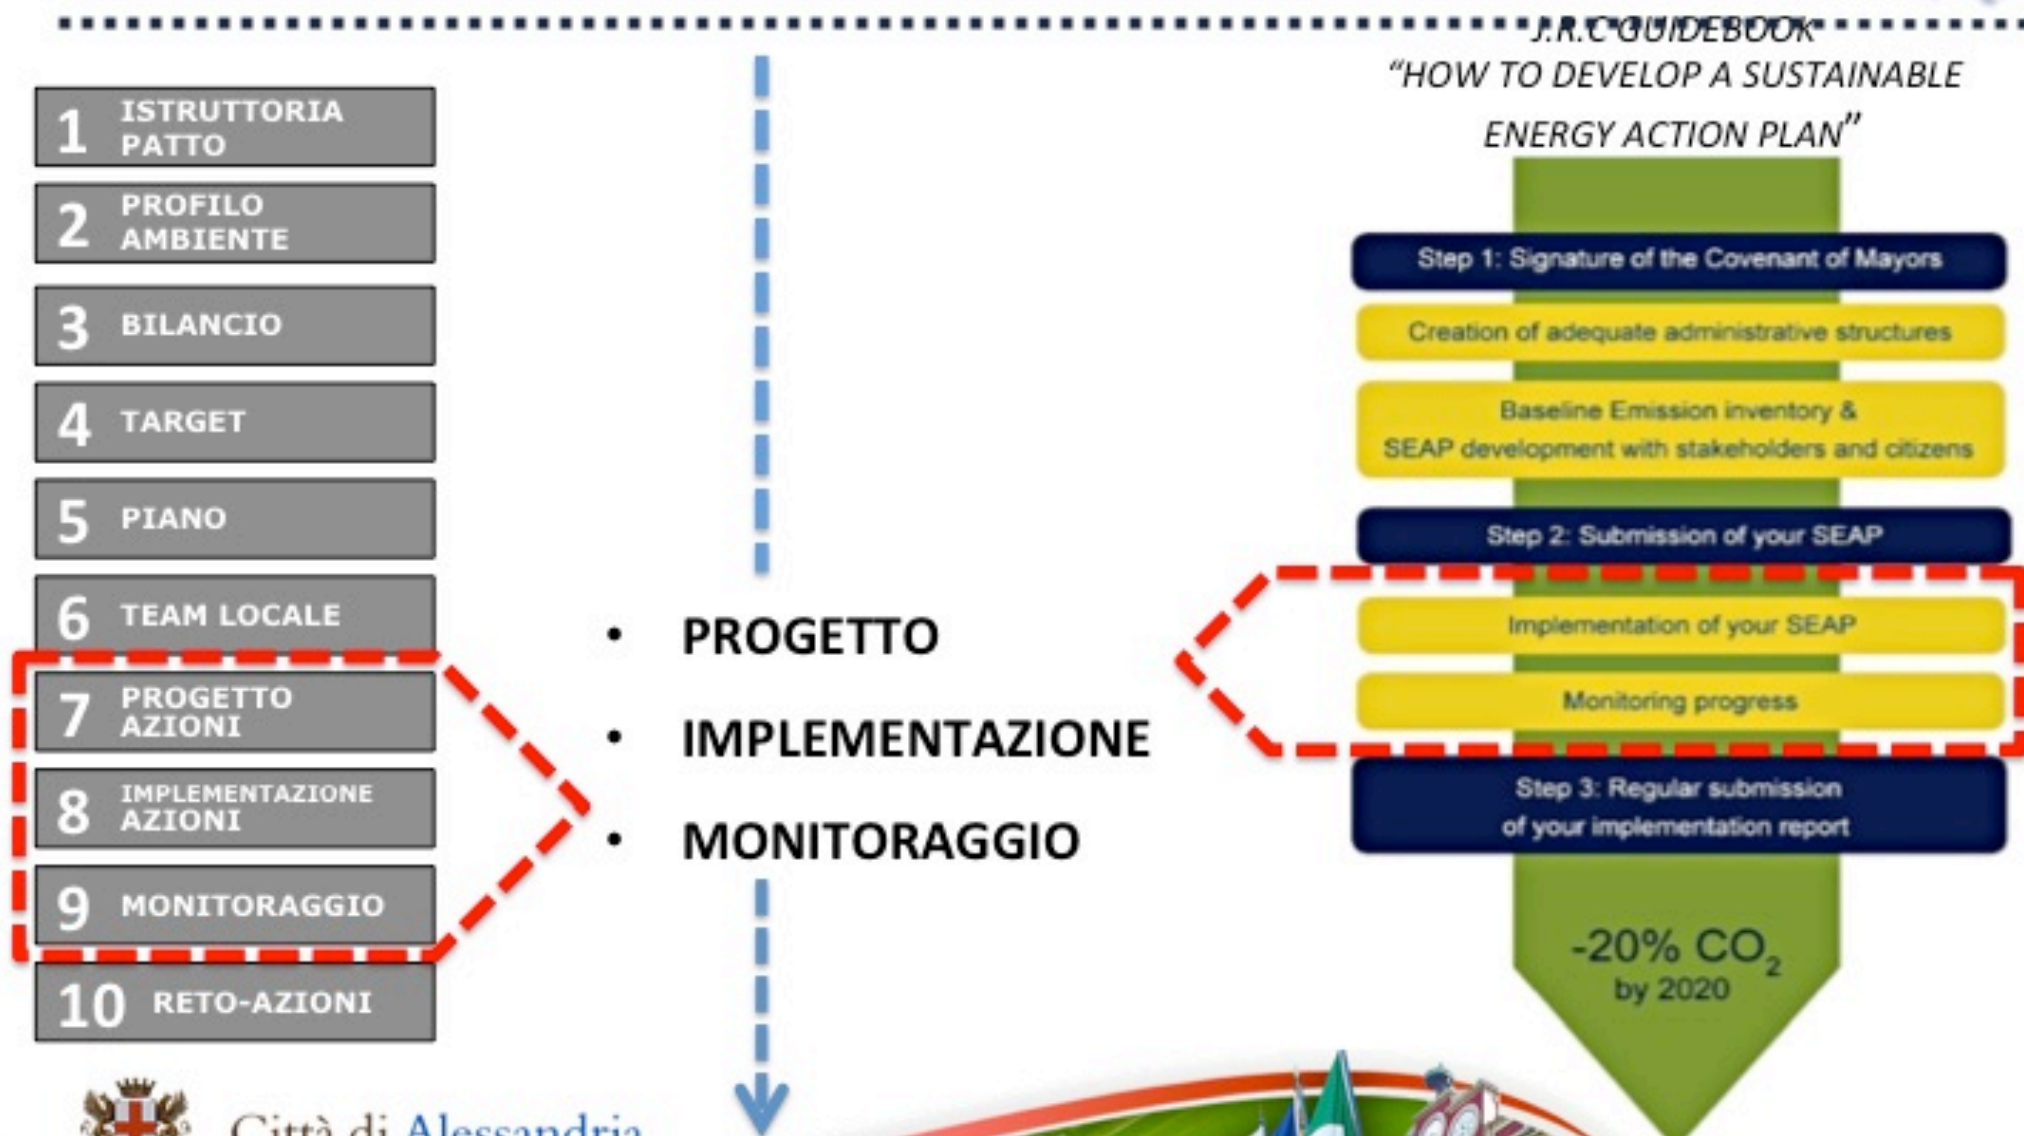 1 ISTRUTTORIA
PATTO
2 PROFILO
AMBIENTE
3 BILANCIO
4 TARGET
5 PIANO
6 TEAM LOCALE
7 PROGETTO
AZIONI
8 IMPLEMENTAZIONE
AZIONI
9 MONITORAGGIO
10 RETO-AZIONI
Città di Alessandria
• PROGETTO
• IMPLEMENTAZIONE
• MONITORAGGIO
J.R.C GUIDEBOOK
“HOW TO DEVELOP A SUSTAINABLE
ENERGY ACTION PLAN”
Step 1: Signature of the Covenant of Mayors
Creation of adequate administrative structures
Baseline Emission inventory &
SEAP development with stakeholders and citizens
Step 2: Submission of your SEAP
Implementation of your SEAP
Monitoring progress
Step 3: Regular submission
of your implementation report
-20% CO₂
by 2020